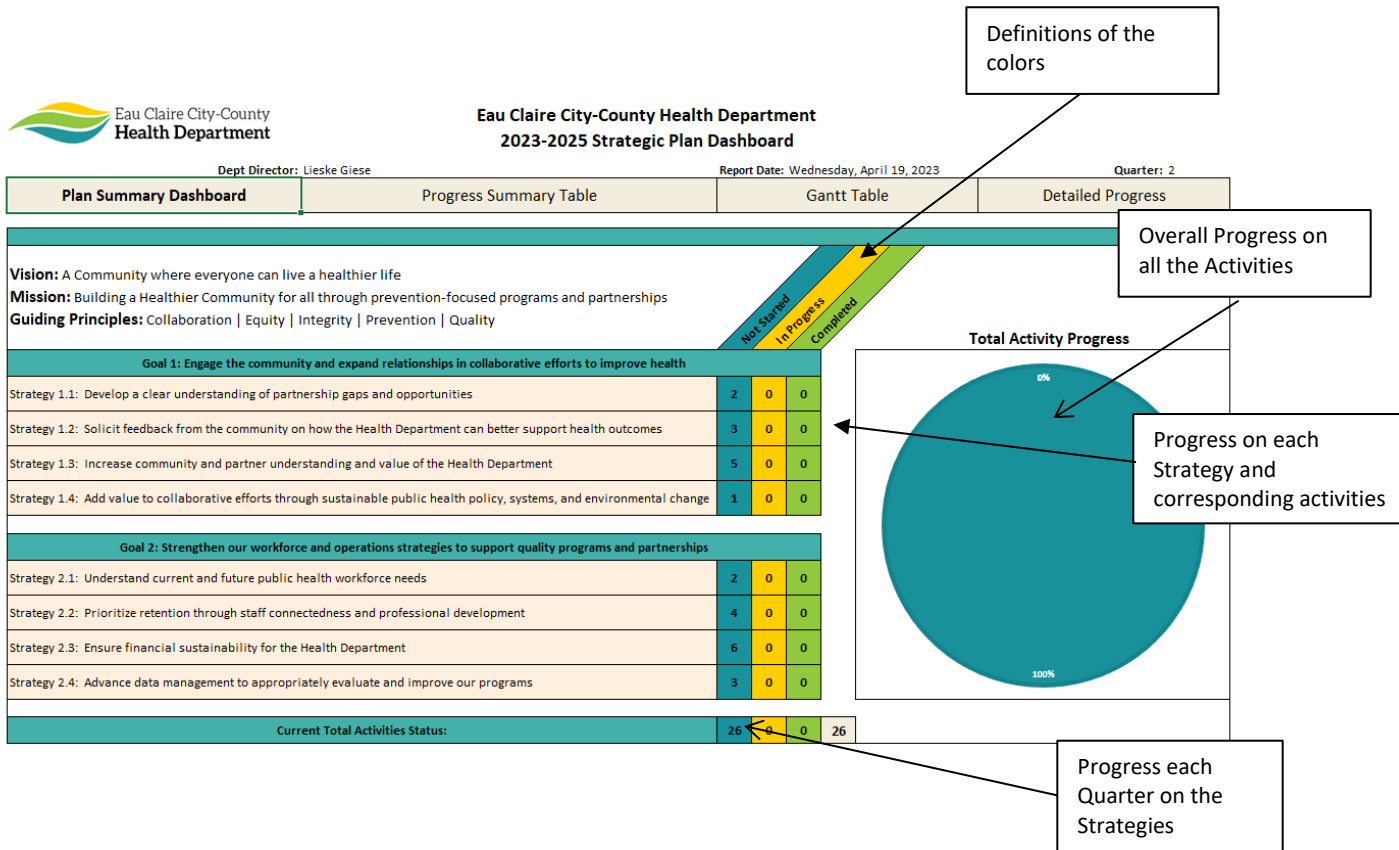 Definitions of the
colors
Eau Claire City-County
Health Department
Eau Claire City-County Health Department
2023-2025 Strategic Plan Dashboard
Dept Director: Lieske Giese
Report Date: Wednesday, April 19, 2023
Quarter: 2
Plan Summary Dashboard
Progress Summary Table
Gantt Table
Detailed Progress
Overall Progress on
all the Activities
Vision: A Community where everyone can live a healthier life
Mission: Building a Healthier Community for all through prevention-focused programs and partnerships
Guiding Principles: Collaboration | Equity | Integrity | Prevention | Quality
Not Started
In Progress
Completed
Total Activity Progress
Goal 1: Engage the community and expand relationships in collaborative efforts to improve health
Strategy 1.1: Develop a clear understanding of partnership gaps and opportunities 2 0 0
Strategy 1.2: Solicit feedback from the community on how the Health Department can better support health outcomes 3 0 0
Strategy 1.3: Increase community and partner understanding and value of the Health Department 5 0 0
Strategy 1.4: Add value to collaborative efforts through sustainable public health policy, systems, and environmental change 1 0 0
0%
Progress on each
Strategy and
corresponding activities
Goal 2: Strengthen our workforce and operations strategies to support quality programs and partnerships
Strategy 2.1: Understand current and future public health workforce needs 2 0 0
Strategy 2.2: Prioritize retention through staff connectedness and professional development 4 0 0
Strategy 2.3: Ensure financial sustainability for the Health Department 6 0 0
Strategy 2.4: Advance data management to appropriately evaluate and improve our programs 3 0 0
100%
Current Total Activities Status: 26 0 0 26
Progress each
Quarter on the
Strategies